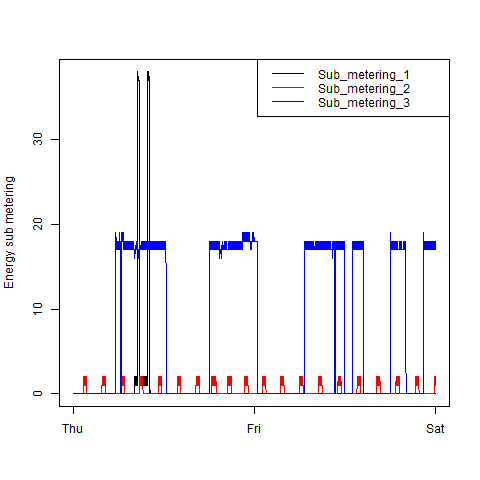 Sub_metering_1
Sub_metering_2
Sub_metering_3
Energy sub metering
30
20
10
0
Thu
Fri
Sat